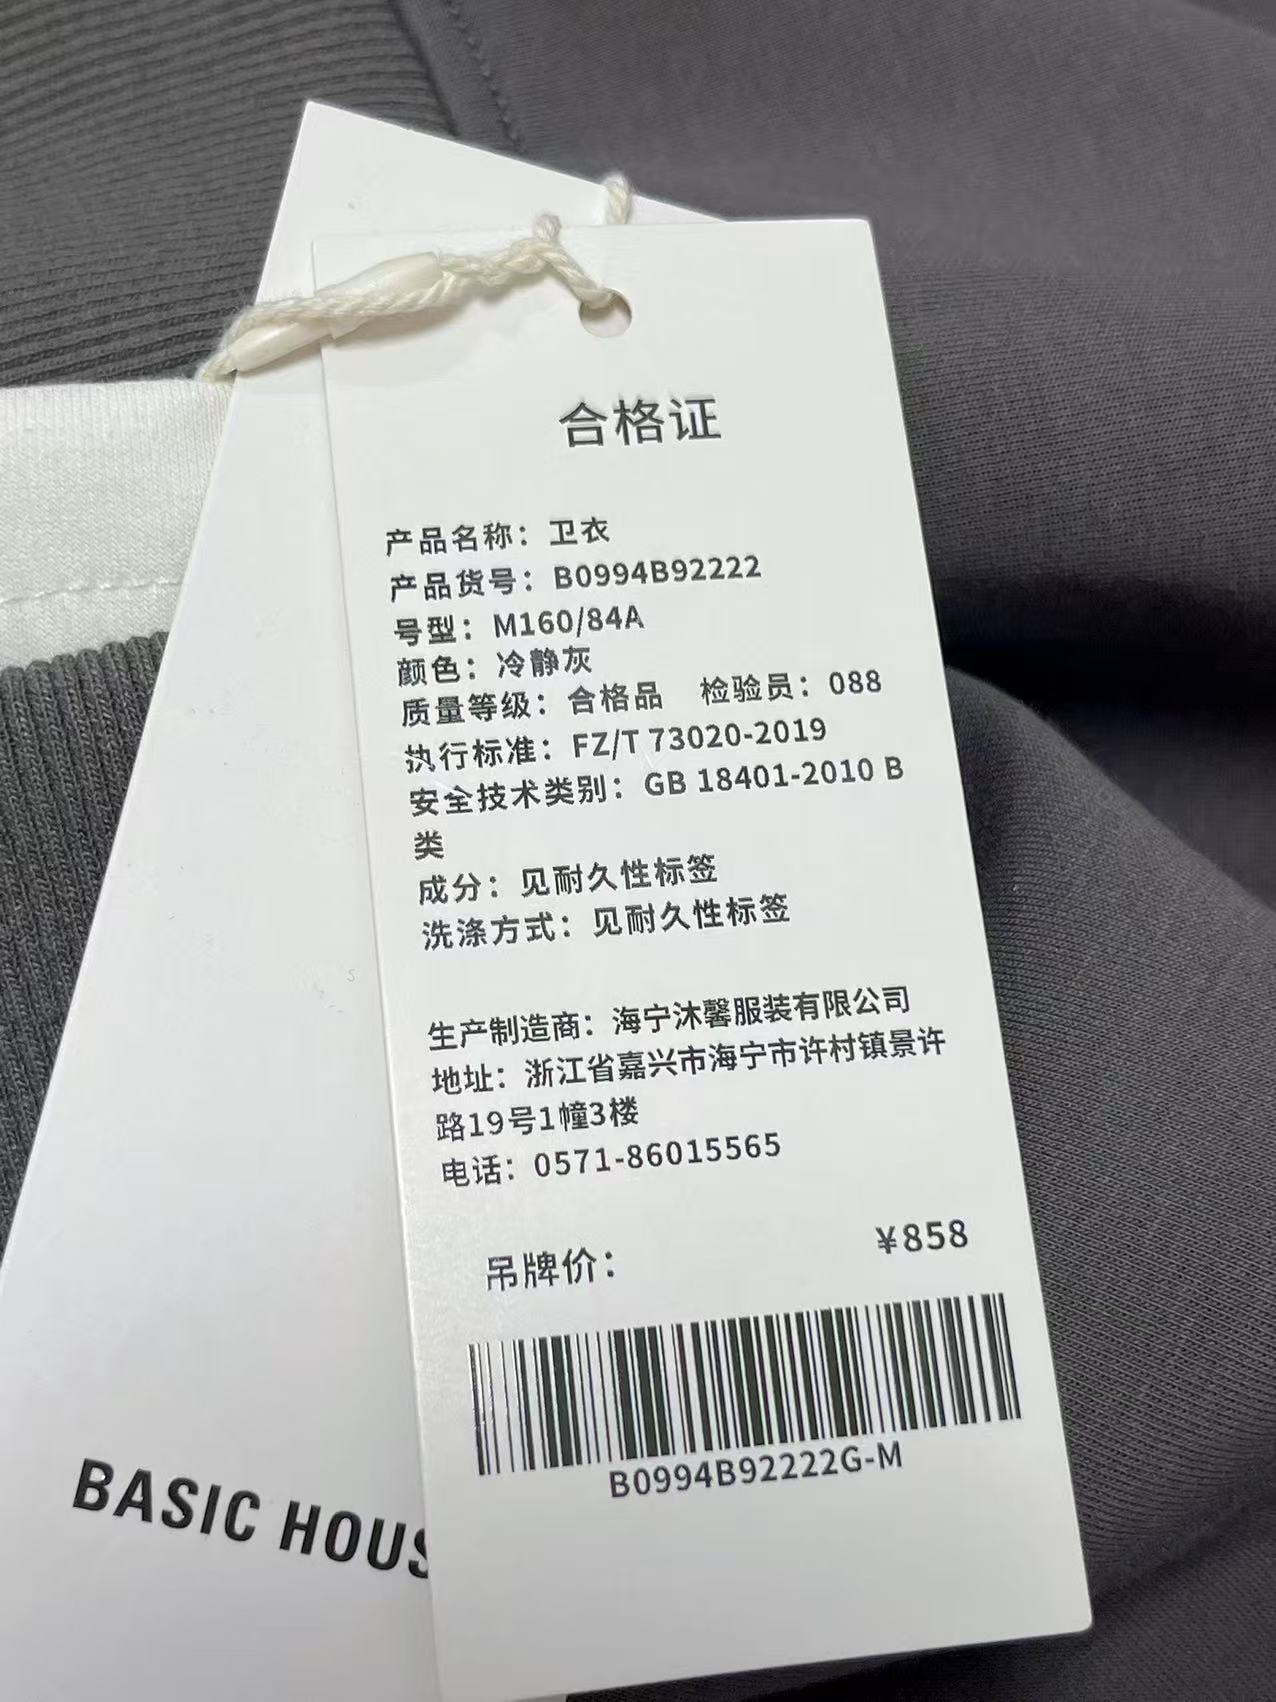 合格证
产品名称：卫衣
产品货号：B0994B92222
号型：M160/84A
颜色：冷静灰
质量等级：合格品 检验员：088
执行标准：FZ/T 73020-2019
安全技术类别：GB 18401-2010 B
类
成分：见耐久性标签
洗涤方式：见耐久性标签
生产制造商：海宁沐馨服装有限公司
地址：浙江省嘉兴市海宁市许村镇景许
路19号1幢3楼
电话：0571-86015565
吊牌价： ¥858
B0994B92222G-M
BASIC HOUS